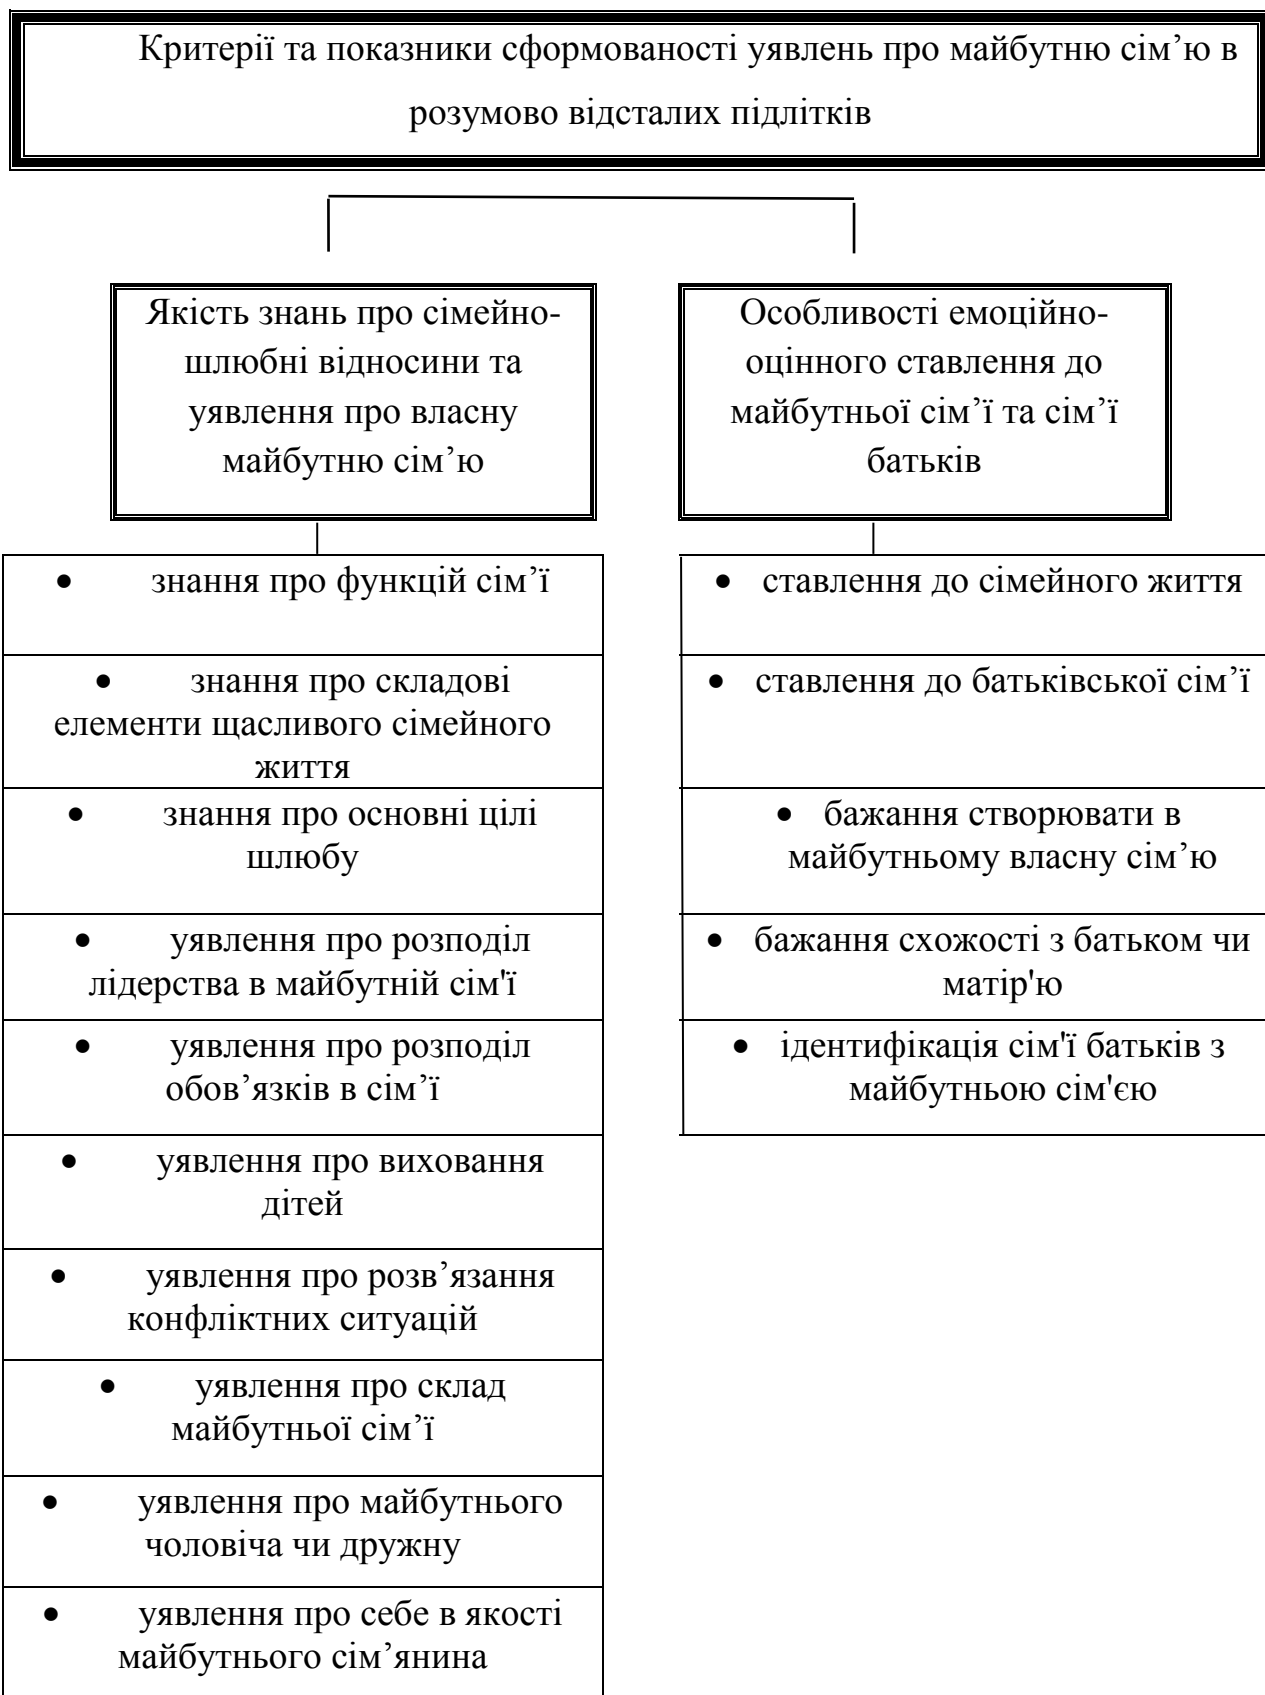 Критерії та показники сформованості уявлень про майбутню сім’ю в
розумово відсталих підлітків
Якість знань про сімейно-
шлюбні відносини та
уявлення про власну
майбутню сім’ю
Особливості емоційно-
оцінного ставлення до
майбутньої сім’ї та сім’ї
батьків
• знання про функцій сім’ї
• знання про складові
елементи щасливого сімейного
життя
• знання про основні цілі
шлюбу
• уявлення про розподіл
лідерства в майбутній сім'ї
• уявлення про розподіл
обов’язків в сім’ї
• уявлення про виховання
дітей
• уявлення про розв’язання
конфліктних ситуацій
• уявлення про склад
майбутньої сім’ї
• уявлення про майбутнього
чоловіча чи дружну
• уявлення про себе в якості
майбутнього сім’янина
• ставлення до сімейного життя
• ставлення до батьківської сім’ї
• бажання створювати в
майбутньому власну сім’ю
• бажання схожості з батьком чи
матір'ю
• ідентифікація сім'ї батьків з
майбутньою сім'єю